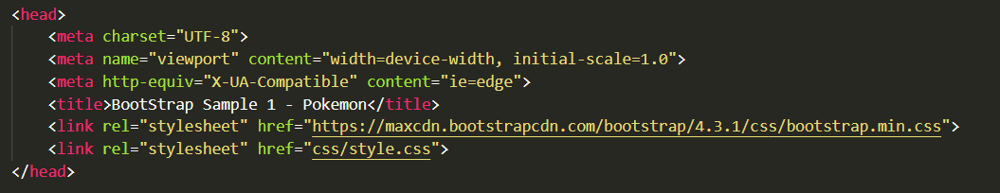 <head>
<meta charset="UTF-8">
<meta name="viewport" content="width=device-width, initial-scale=1.0">
<meta http-equiv="X-UA-Compatible" content="ie=edge">
<title>BootStrap Sample 1 - Pokemon</title>
<link rel="stylesheet" href="https://maxcdn.bootstrapcdn.com/bootstrap/4.3.1/css/bootstrap.min.css">
<link rel="stylesheet" href="css/style.css">
</head>